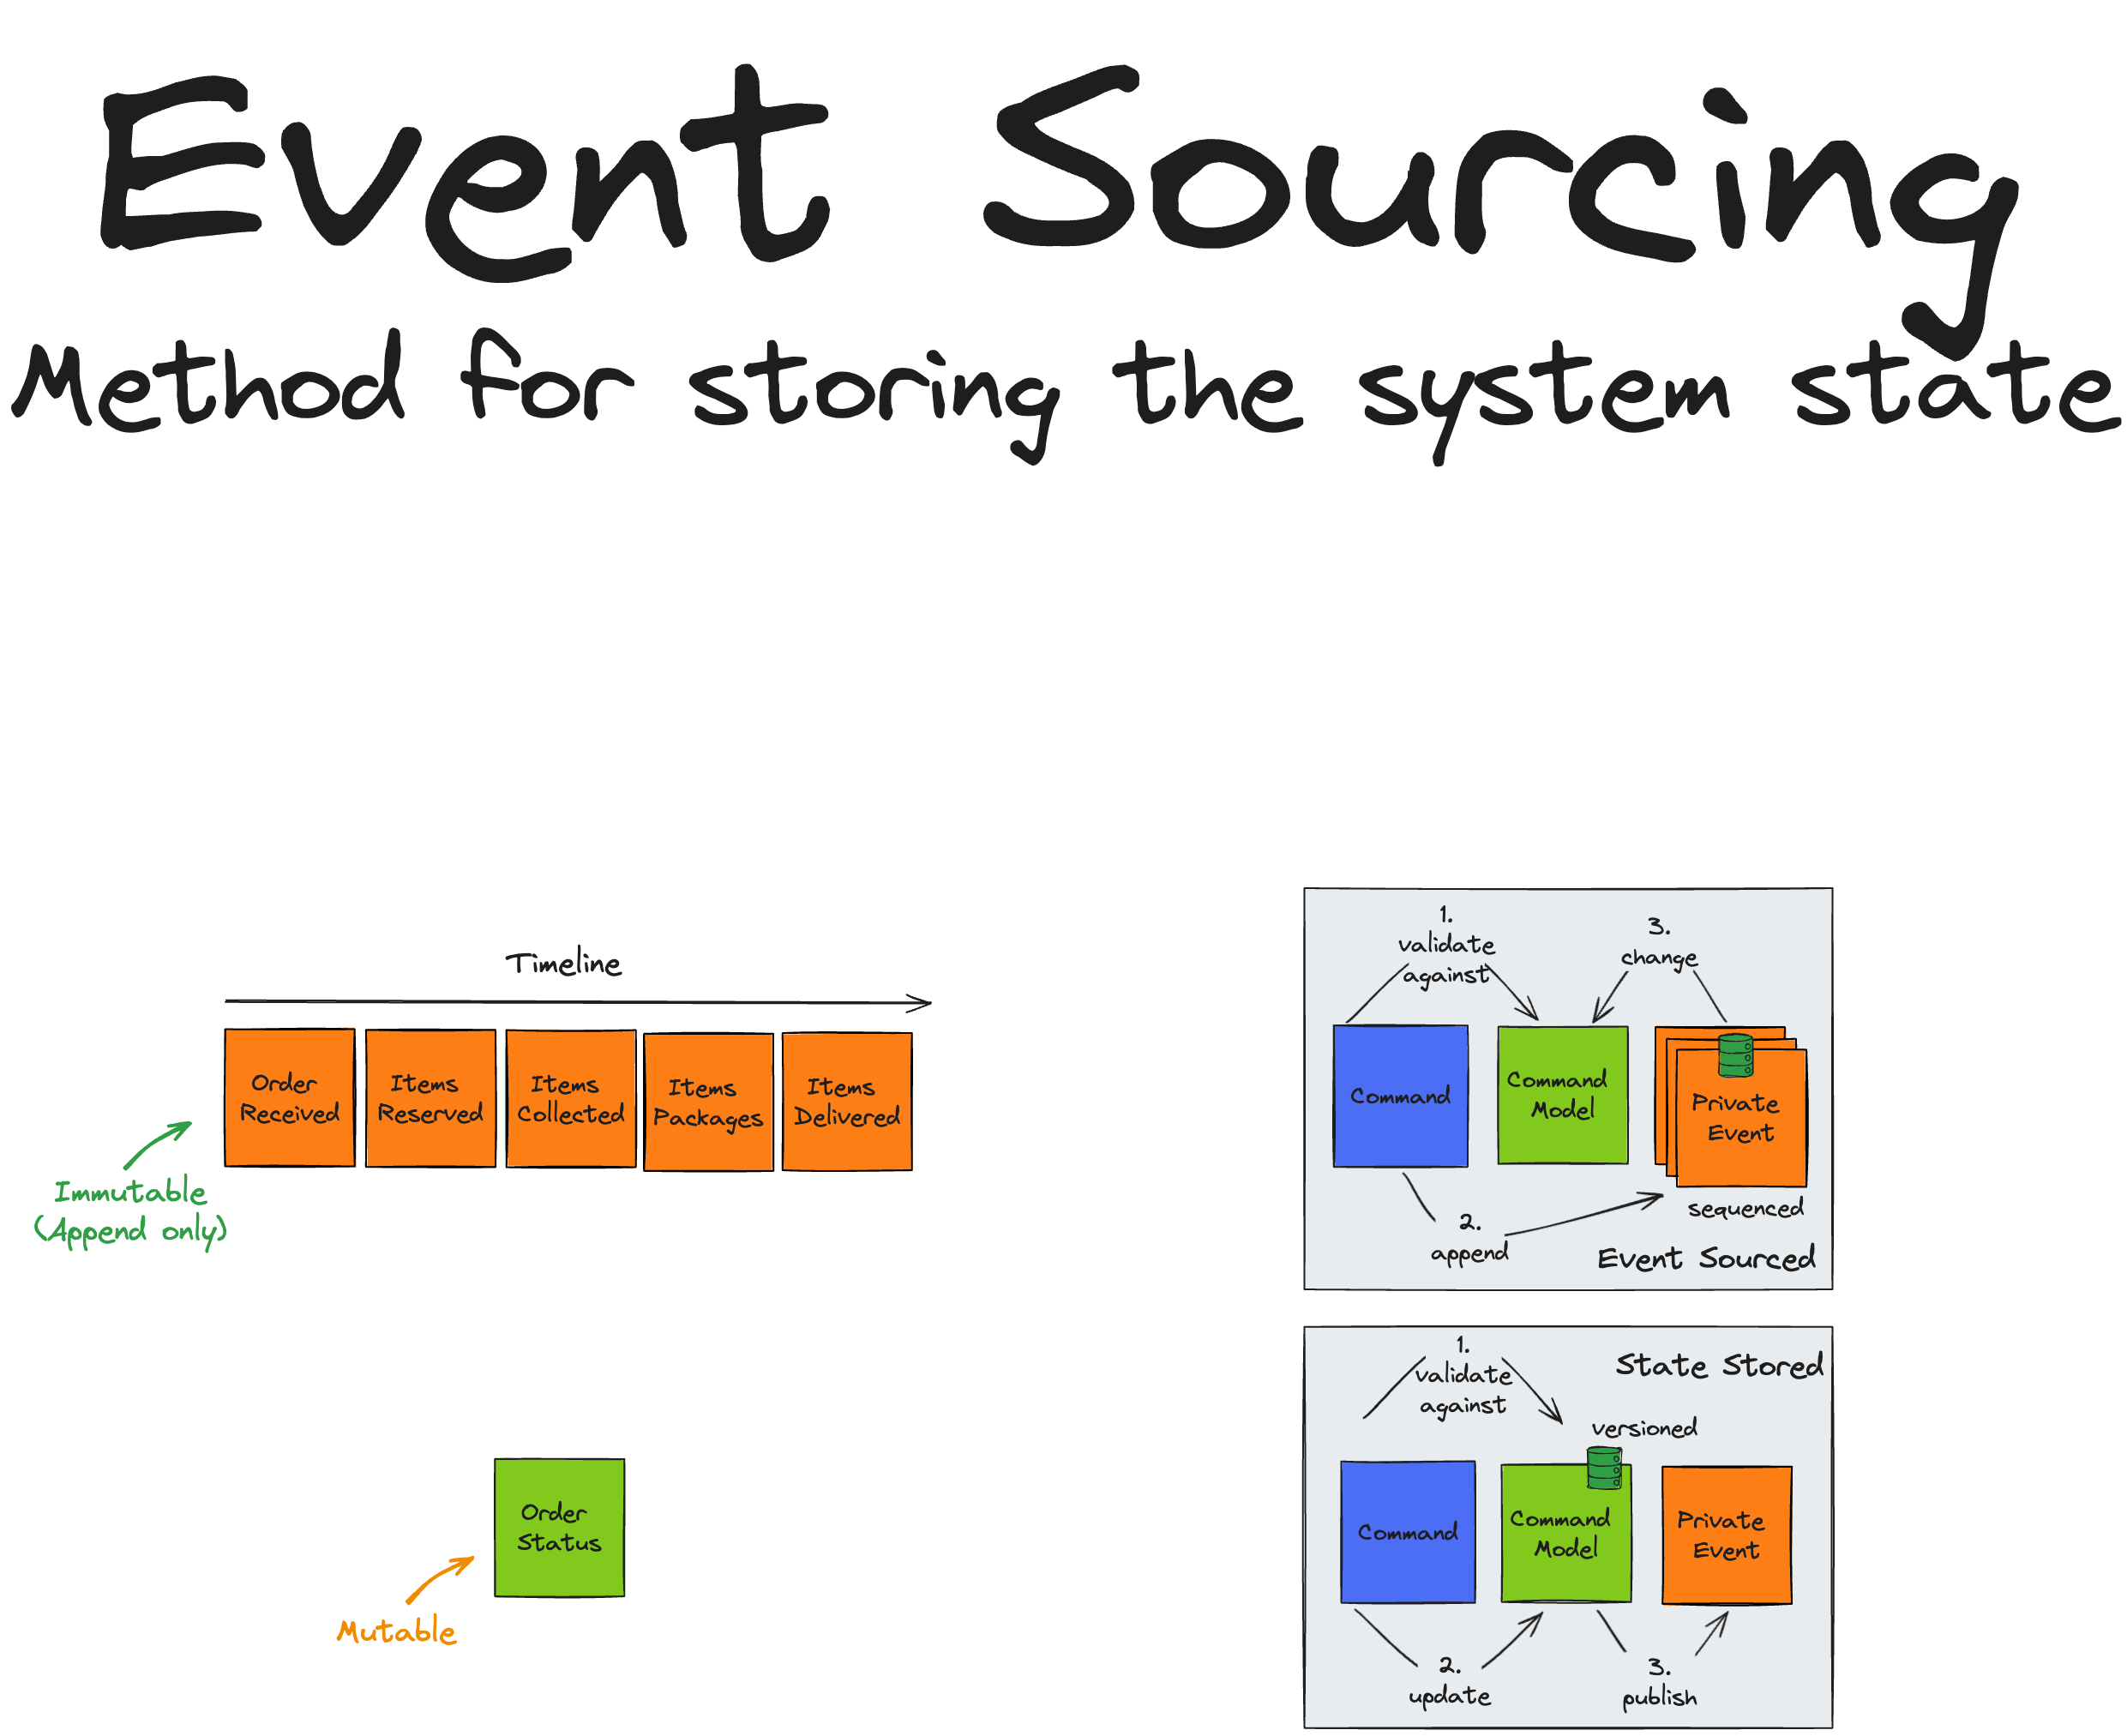 Event Sourcing
Method for storing the system state
Timeline
Order
Received
Items
Reserved
Items
Collected
Items
Packages
Items
Delivered
Immutable
(Append only)
Order
Status
Mutable
1.
validate
against
3.
change
Command
Command
Model
Private
Event
sequenced
2.
append
Event Sourced
1.
validate
against
State Stored
versioned
Command
Command
Model
Private
Event
2.
update
3.
publish